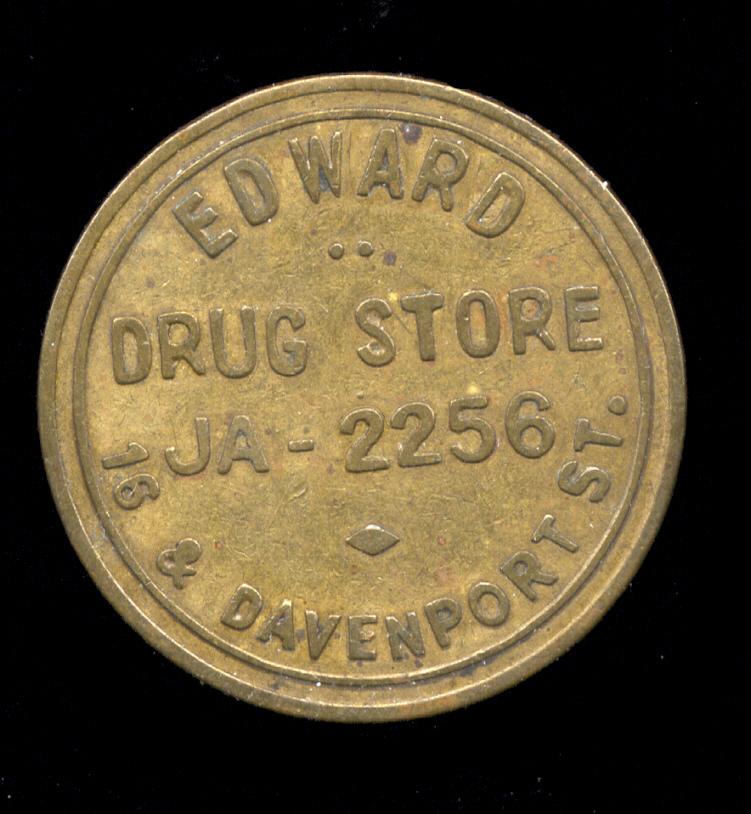 EDWARD
DRUG STORE
JA - 2256
16 & DAVENPORT ST.